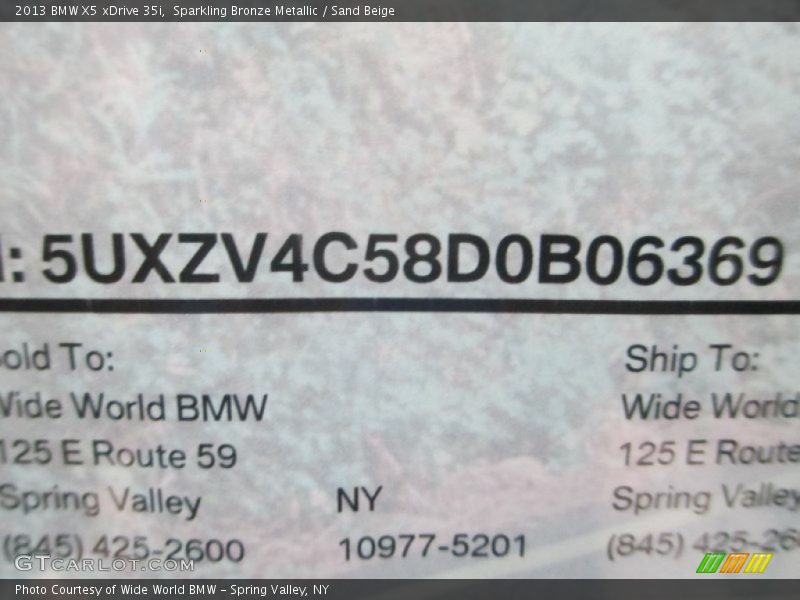 2013 BMW X5 xDrive 35i, Sparkling Bronze Metallic / Sand Beige
: 5UXZV4C58D0B06369
old To:
Ship To:
Wide World BMW
Wide World
125 E Route 59
125 E Route
Spring Valley NY
Spring Valley
(845) 425-2600 10977-5201
(845) 425-26
GTCARLOT.COM
Photo Courtesy of Wide World BMW – Spring Valley, NY